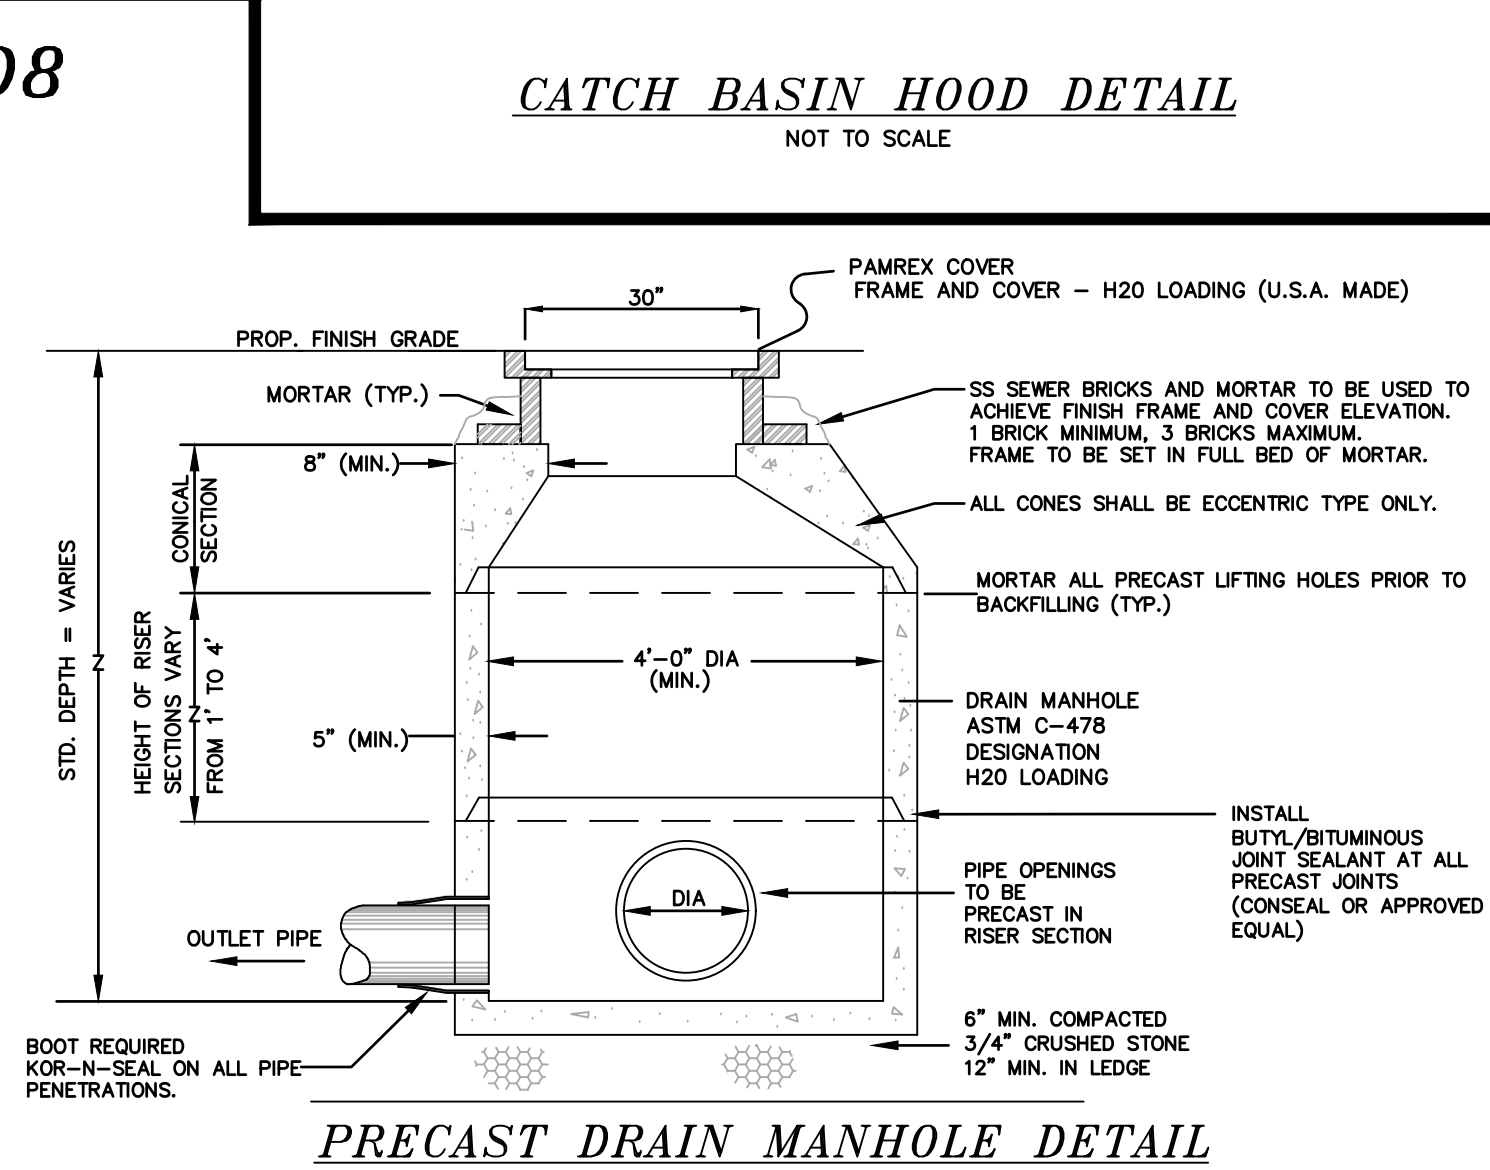 08
CATCH BASIN HOOD DETAIL
NOT TO SCALE
PAMREX COVER
FRAME AND COVER – H20 LOADING (U.S.A. MADE)
30"
PROP. FINISH GRADE
MORTAR (TYP.)
SS SEWER BRICKS AND MORTAR TO BE USED TO
ACHIEVE FINISH FRAME AND COVER ELEVATION.
1 BRICK MINIMUM, 3 BRICKS MAXIMUM.
FRAME TO BE SET IN FULL BED OF MORTAR.
8" (MIN.)
CONICAL
SECTION
ALL CONES SHALL BE ECCENTRIC TYPE ONLY.
MORTAR ALL PRECAST LIFTING HOLES PRIOR TO
BACKFILLING (TYP.)
STD. DEPTH = VARIES
HEIGHT OF RISER
SECTIONS VARY
FROM 1' TO 4'
4'-0" DIA
(MIN.)
5" (MIN.)
DRAIN MANHOLE
ASTM C-478
DESIGNATION
H20 LOADING
INSTALL
BUTYL/BITUMINOUS
JOINT SEALANT AT ALL
PRECAST JOINTS
(CONSEAL OR APPROVED
EQUAL)
PIPE OPENINGS
TO BE
PRECAST IN
RISER SECTION
DIA
OUTLET PIPE
BOOT REQUIRED
KOR-N-SEAL ON ALL PIPE
PENETRATIONS.
6" MIN. COMPACTED
3/4" CRUSHED STONE
12" MIN. IN LEDGE
PRECAST DRAIN MANHOLE DETAIL